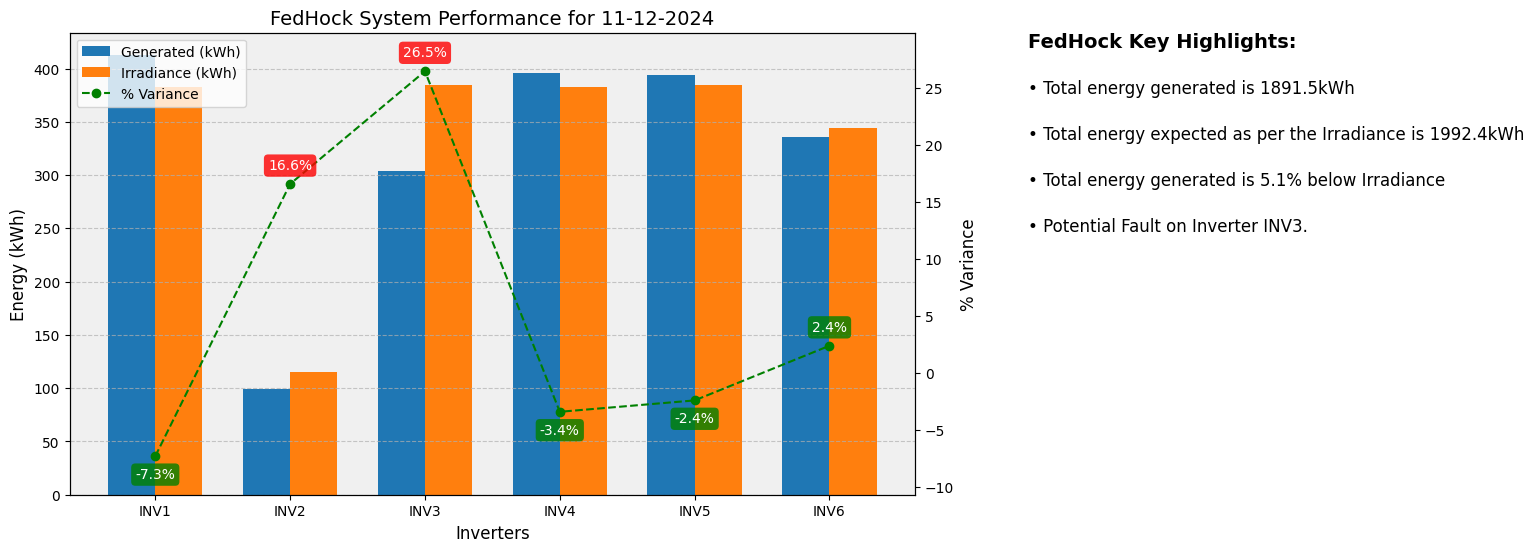 FedHock System Performance for 11-12-2024
Generated (kWh)
Irradiance (kWh)
% Variance
Energy (kWh)
400
350
300
250
200
150
100
50
0
-7.3%
16.6%
26.5%
-3.4%
-2.4%
2.4%
25
20
15
10
5
0
−5
−10
% Variance
INV1
INV2
INV3
INV4
INV5
INV6
Inverters
FedHock Key Highlights:
• Total energy generated is 1891.5kWh
• Total energy expected as per the Irradiance is 1992.4kWh
• Total energy generated is 5.1% below Irradiance
• Potential Fault on Inverter INV3.